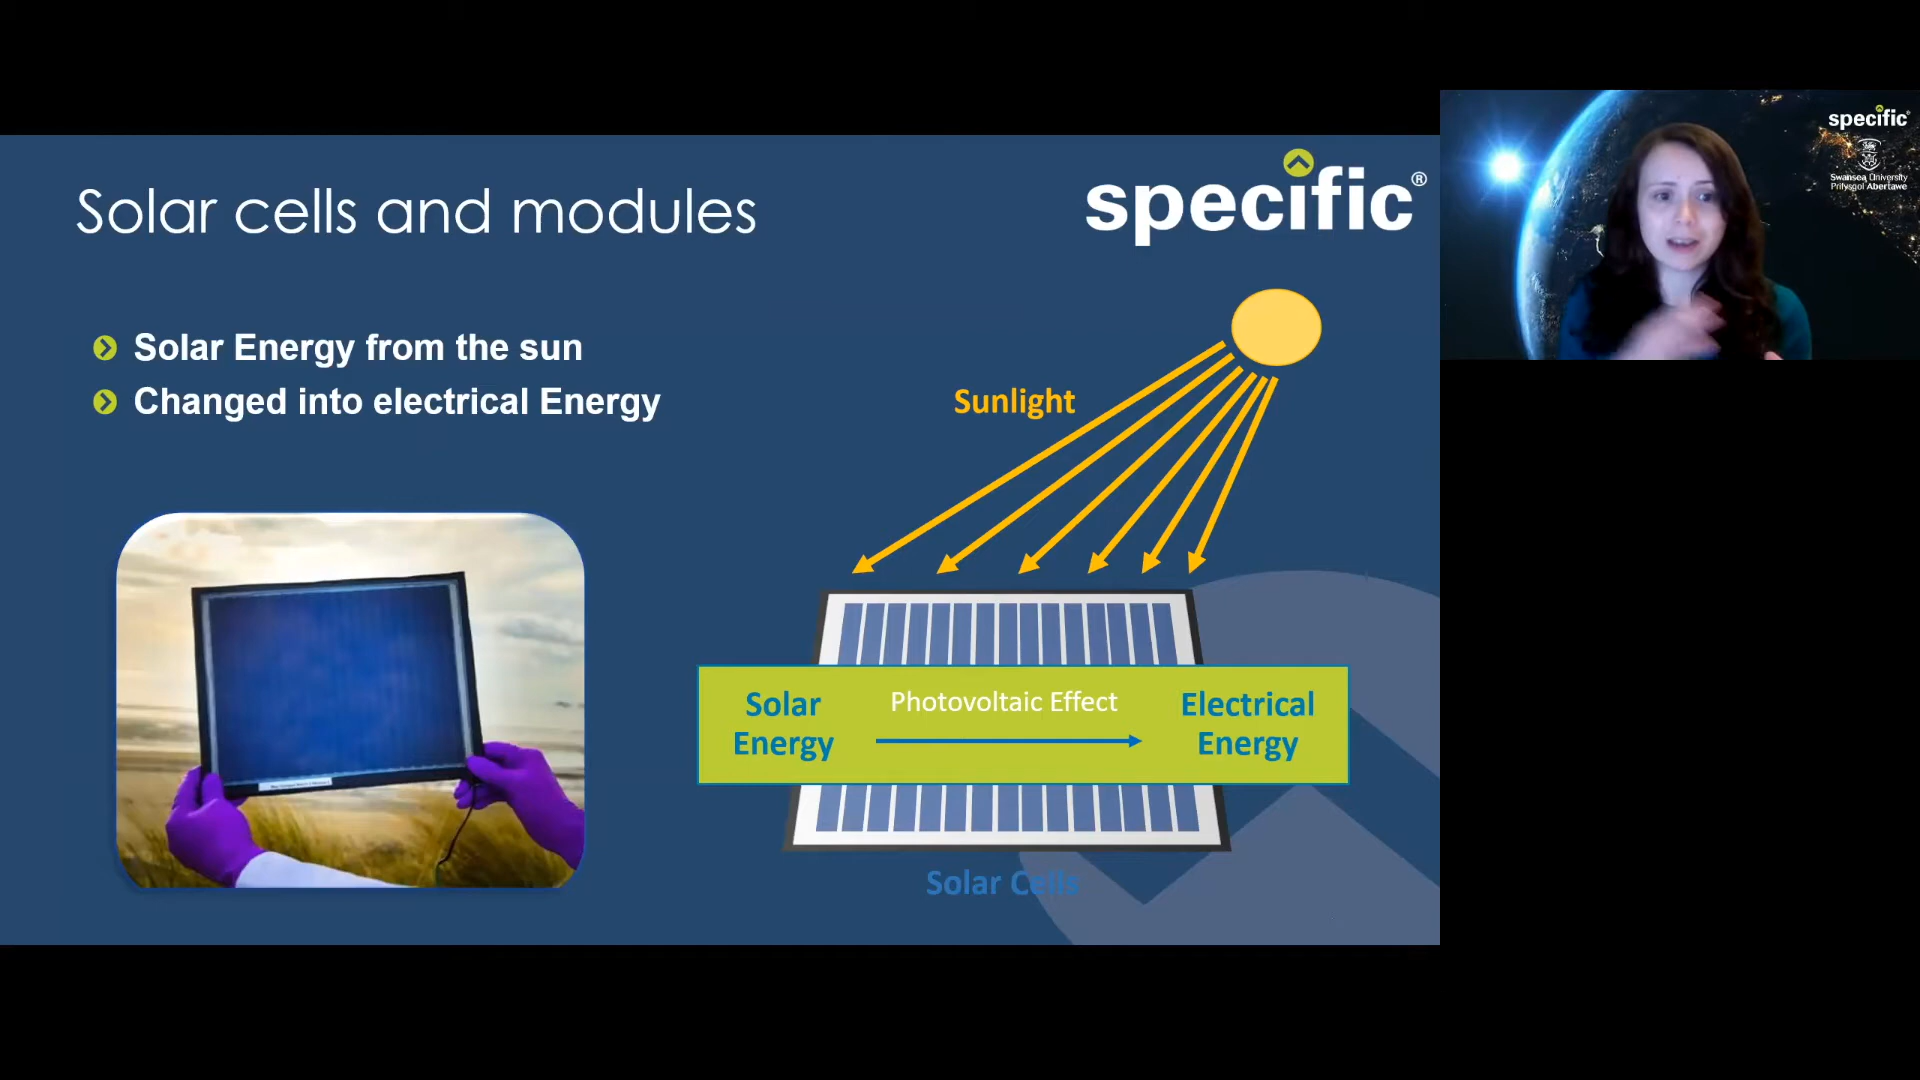 Solar cells and modules
specific®
Solar Energy from the sun
Changed into electrical Energy
Sunlight
Solar
Energy
Photovoltaic Effect
Electrical
Energy
Solar Cells
specific®
Swansea University
Prifysgol Abertawe